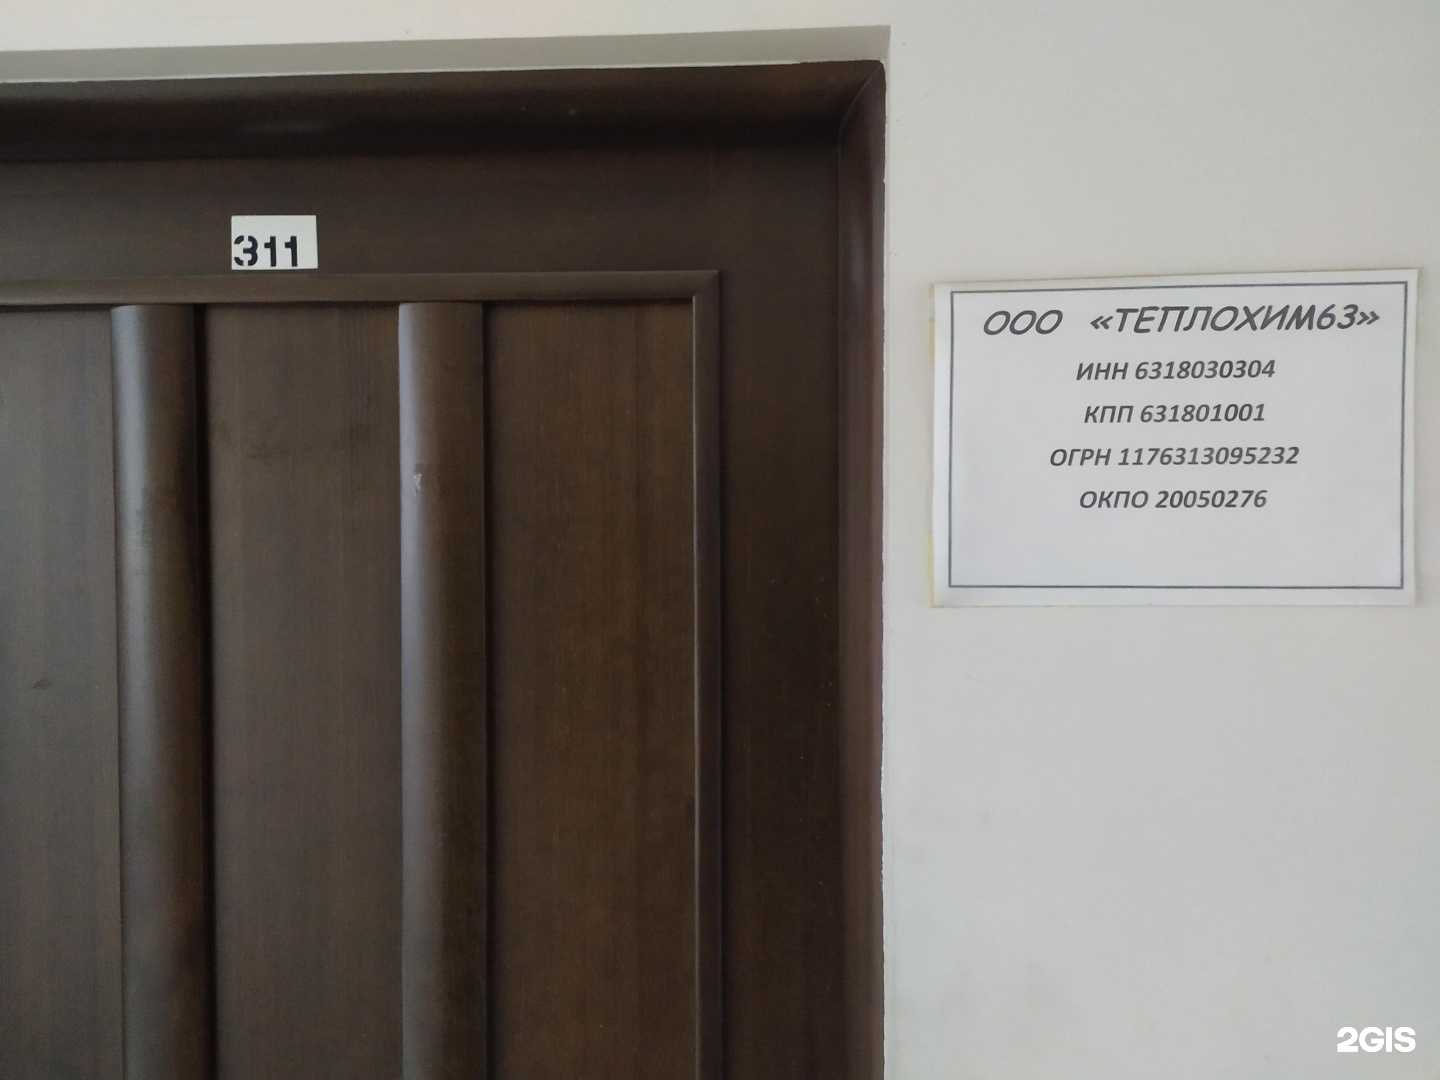 311
ООО «ТЕПЛОХИМ63»
ИНН 6318030304
КПП 631801001
ОГРН 1176313095232
ОКПО 20050276
2GIS